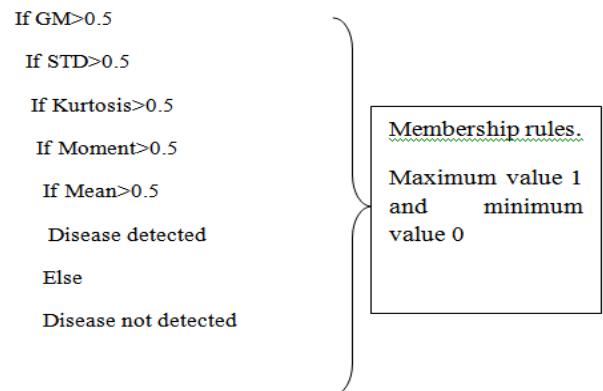 If GM>0.5
If STD>0.5
If Kurtosis>0.5
If Moment>0.5
If Mean>0.5
Disease detected
Else
Disease not detected
Membership rules.
Maximum value 1
and minimum
value 0